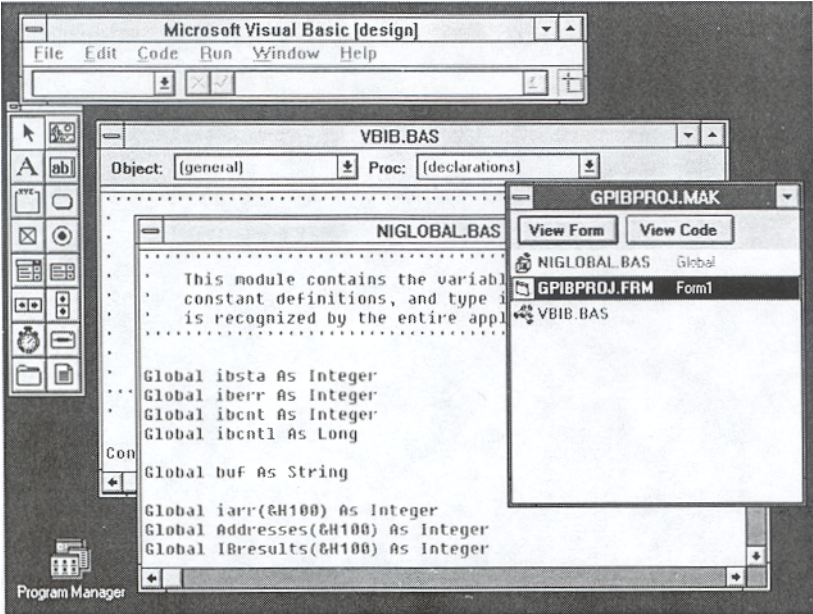 Microsoft Visual Basic [design]
File Edit Code Run Window Help
VBIB.BAS
Object: (general) Proc: (declarations)
GPIBPROJ.MAK
View Form View Code
NIGLOBAL.BAS Global
GPIBPROJ.FRM Form1
VBIB.BAS
NIGLOBAL.BAS
' This module contains the variabl
' constant definitions, and type i
' is recognized by the entire appl
Global ibsta As Integer
Global iberr As Integer
Global ibcnt As Integer
Global ibcntl As Long
Global buf As String
Global iarr(&H100) As Integer
Global Addresses(&H100) As Integer
Global IBresults(&H100) As Integer
Con
A
ab
XYZ
Program Manager